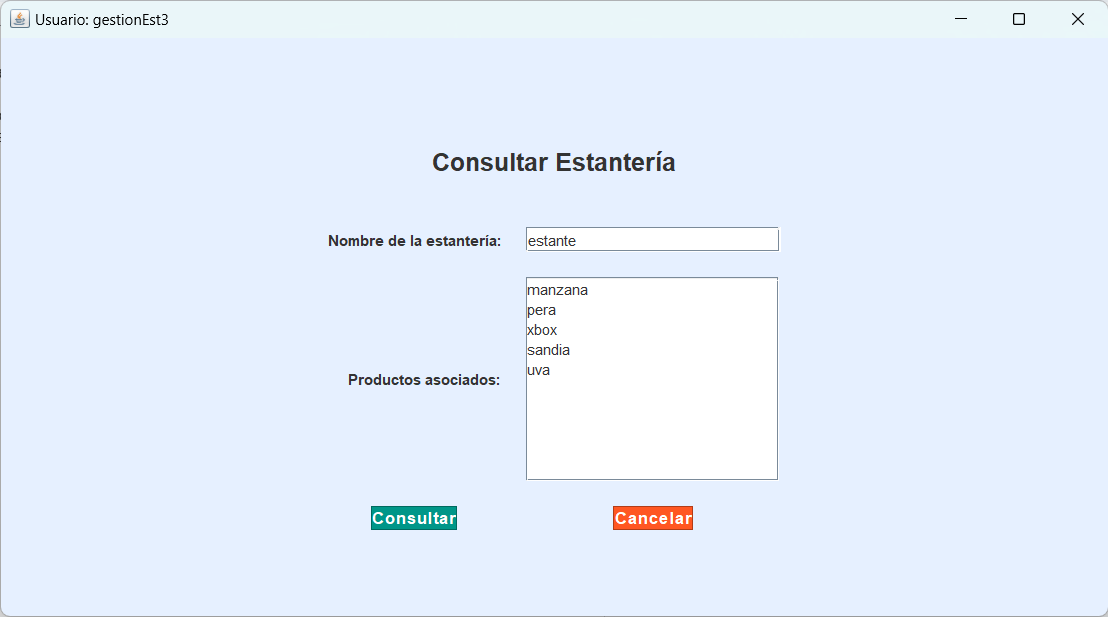 Usuario: gestionEst3
Consultar Estantería
Nombre de la estantería: estante
Productos asociados:
manzana
pera
xbox
sandia
uva
Consultar Cancelar